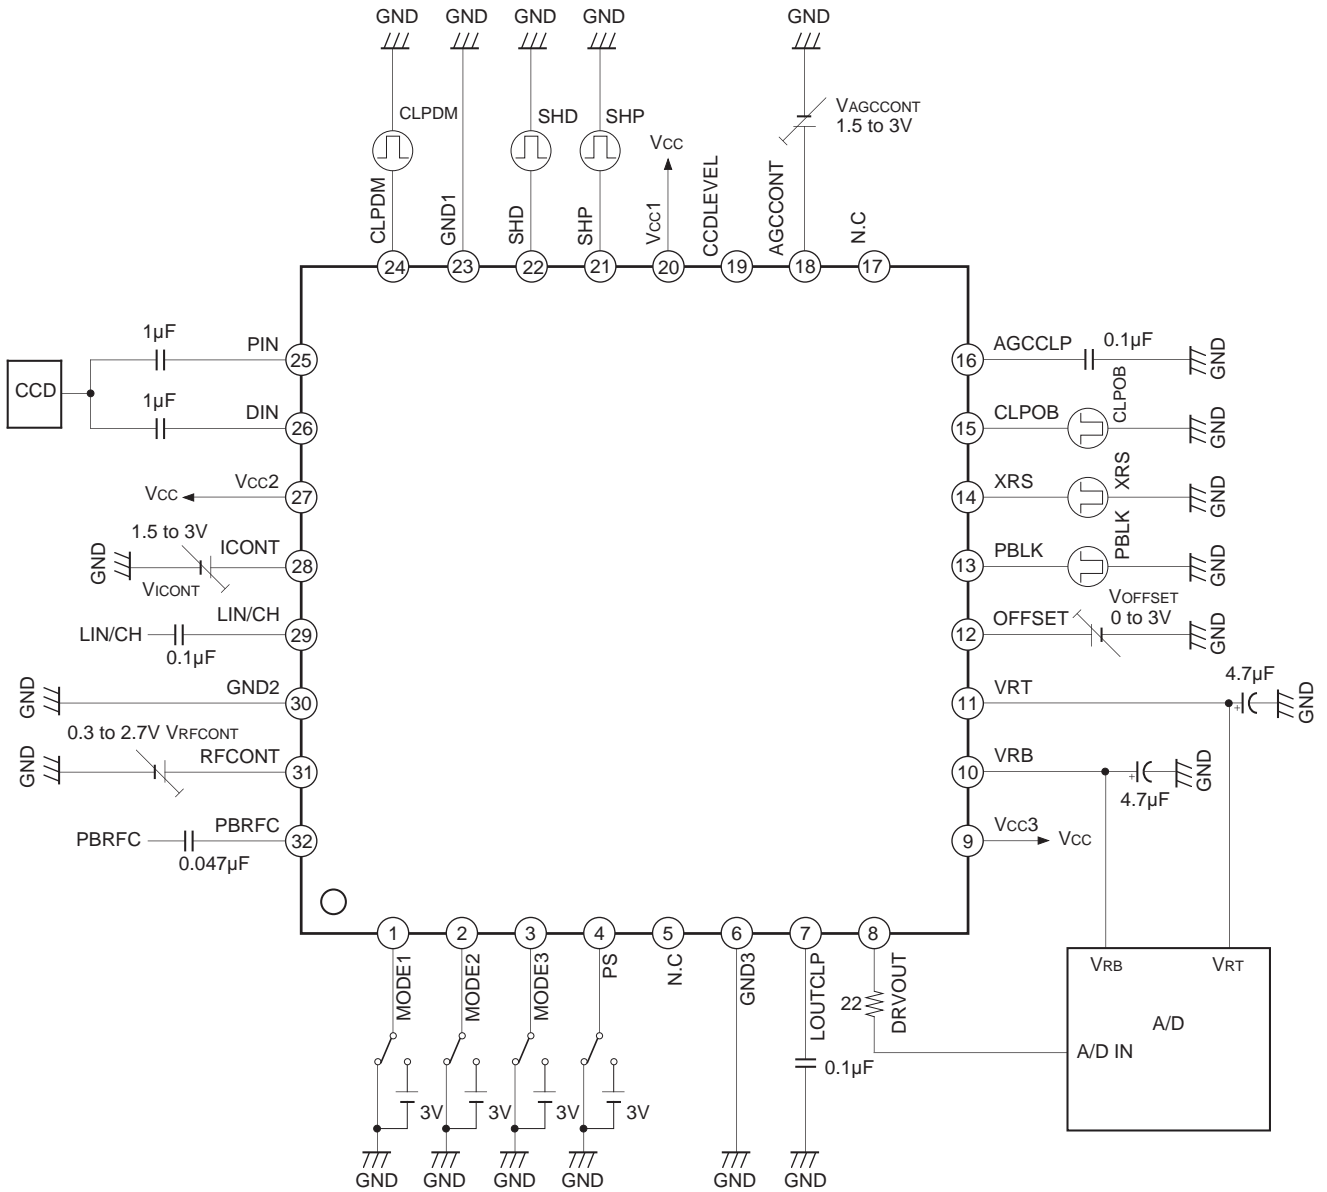 GND GND GND GND GND
CLPDM SHD SHP VCC VAGCCONT
1.5 to 3V
CLPDM GND1 SHD SHP VCC1 CCDLEVEL AGCCONT N.C
24 23 22 21 20 19 18 17
1µF PIN 25
CCD
1µF DIN 26
VCC VCC2 27
1.5 to 3V
GND ICONT 28
VICONT
LIN/CH LIN/CH 29
0.1µF
GND GND2 30
0.3 to 2.7V VRFCONT
GND RFCONT 31
PBRFC PBRFC 32
0.047µF
16 AGCCLP 0.1µF GND
15 CLPOB CLPOB GND
14 XRS XRS GND
13 PBLK PBLK GND
12 OFFSET VOFFSET GND
0 to 3V
11 VRT 4.7µF GND
10 VRB 4.7µF GND
9 VCC3 VCC
1 2 3 4 5 6 7 8
MODE1 MODE2 MODE3 PS N.C GND3 LOUTCLP DRVOUT
22
0.1µF
3V 3V 3V 3V
GND GND GND GND GND GND
VRB VRT
A/D
A/D IN